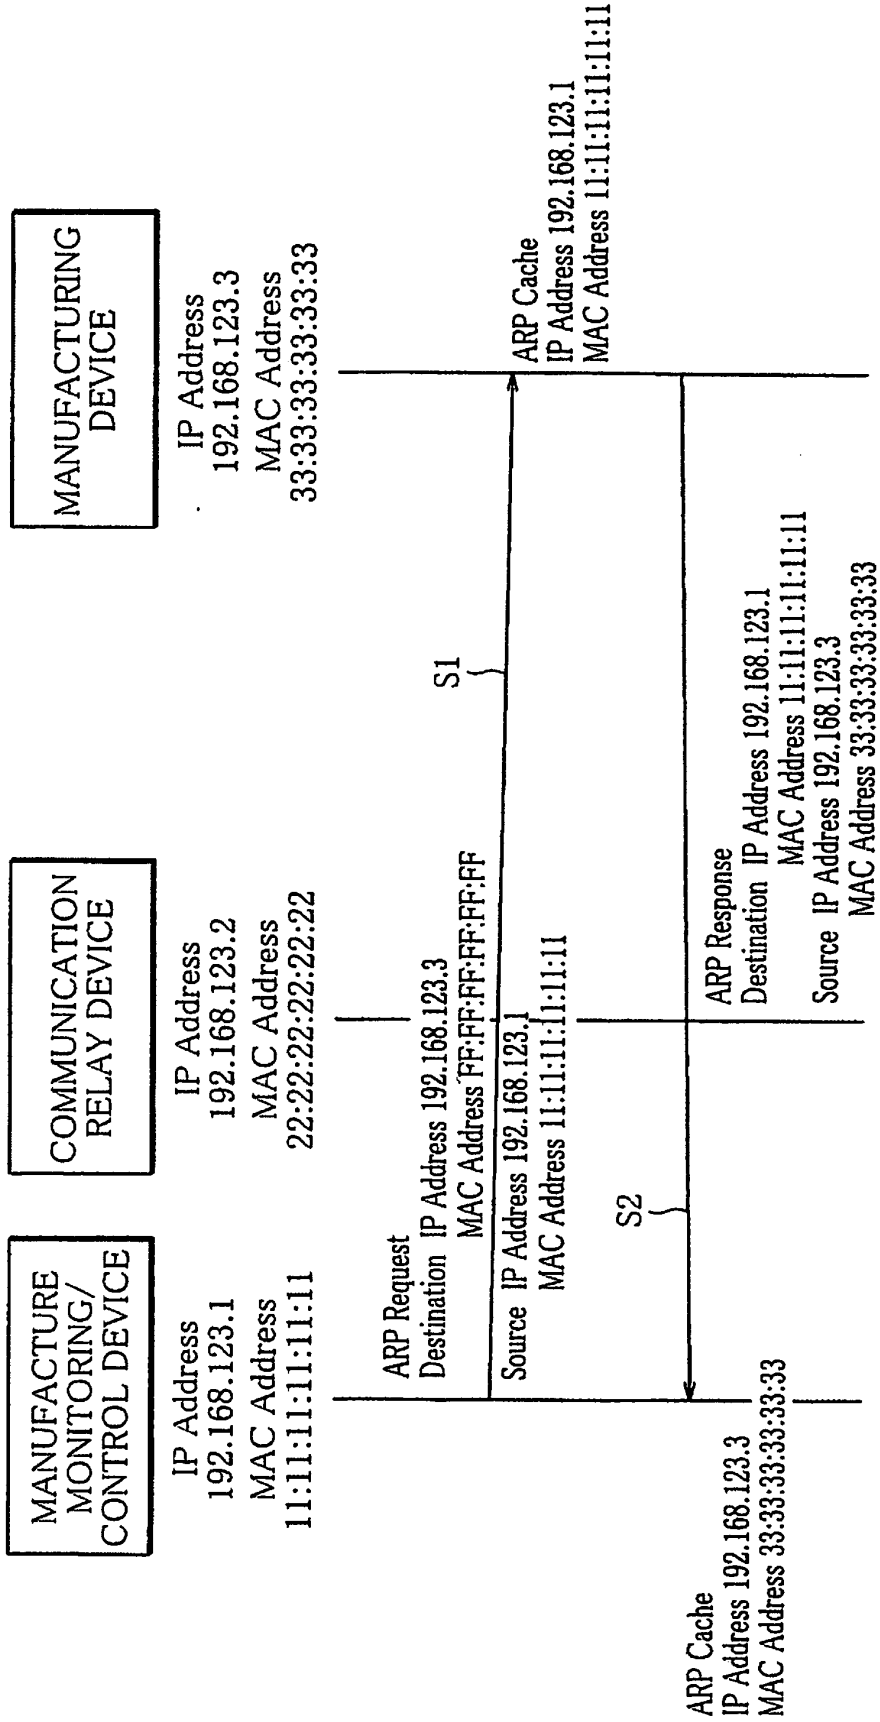 MANUFACTURE
MONITORING/
CONTROL DEVICE
IP Address
192.168.123.1
MAC Address
11:11:11:11:11:11
COMMUNICATION
RELAY DEVICE
IP Address
192.168.123.2
MAC Address
22:22:22:22:22:22
MANUFACTURING
DEVICE
IP Address
192.168.123.3
MAC Address
33:33:33:33:33:33
ARP Request
Destination IP Address 192.168.123.3
MAC Address FF:FF:FF:FF:FF:FF
Source IP Address 192.168.123.1
MAC Address 11:11:11:11:11:11
S1
ARP Cache
IP Address 192.168.123.1
MAC Address 11:11:11:11:11:11
S2
ARP Response
Destination IP Address 192.168.123.1
MAC Address 11:11:11:11:11:11
Source IP Address 192.168.123.3
MAC Address 33:33:33:33:33:33
ARP Cache
IP Address 192.168.123.3
MAC Address 33:33:33:33:33:33